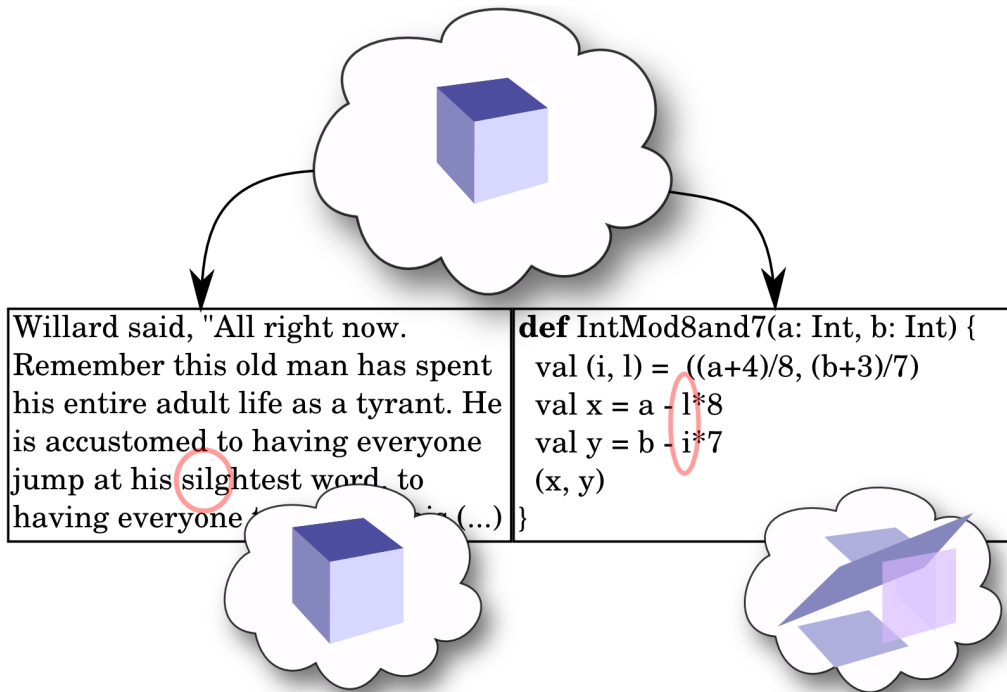 Willard said, "All right now.
Remember this old man has spent
his entire adult life as a tyrant. He
is accustomed to having everyone
jump at his silghtest word, to
having everyone (...)
def IntMod8and7(a: Int, b: Int) {
val (i, l) = ((a+4)/8, (b+3)/7)
val x = a - l*8
val y = b - i*7
(x, y)
}